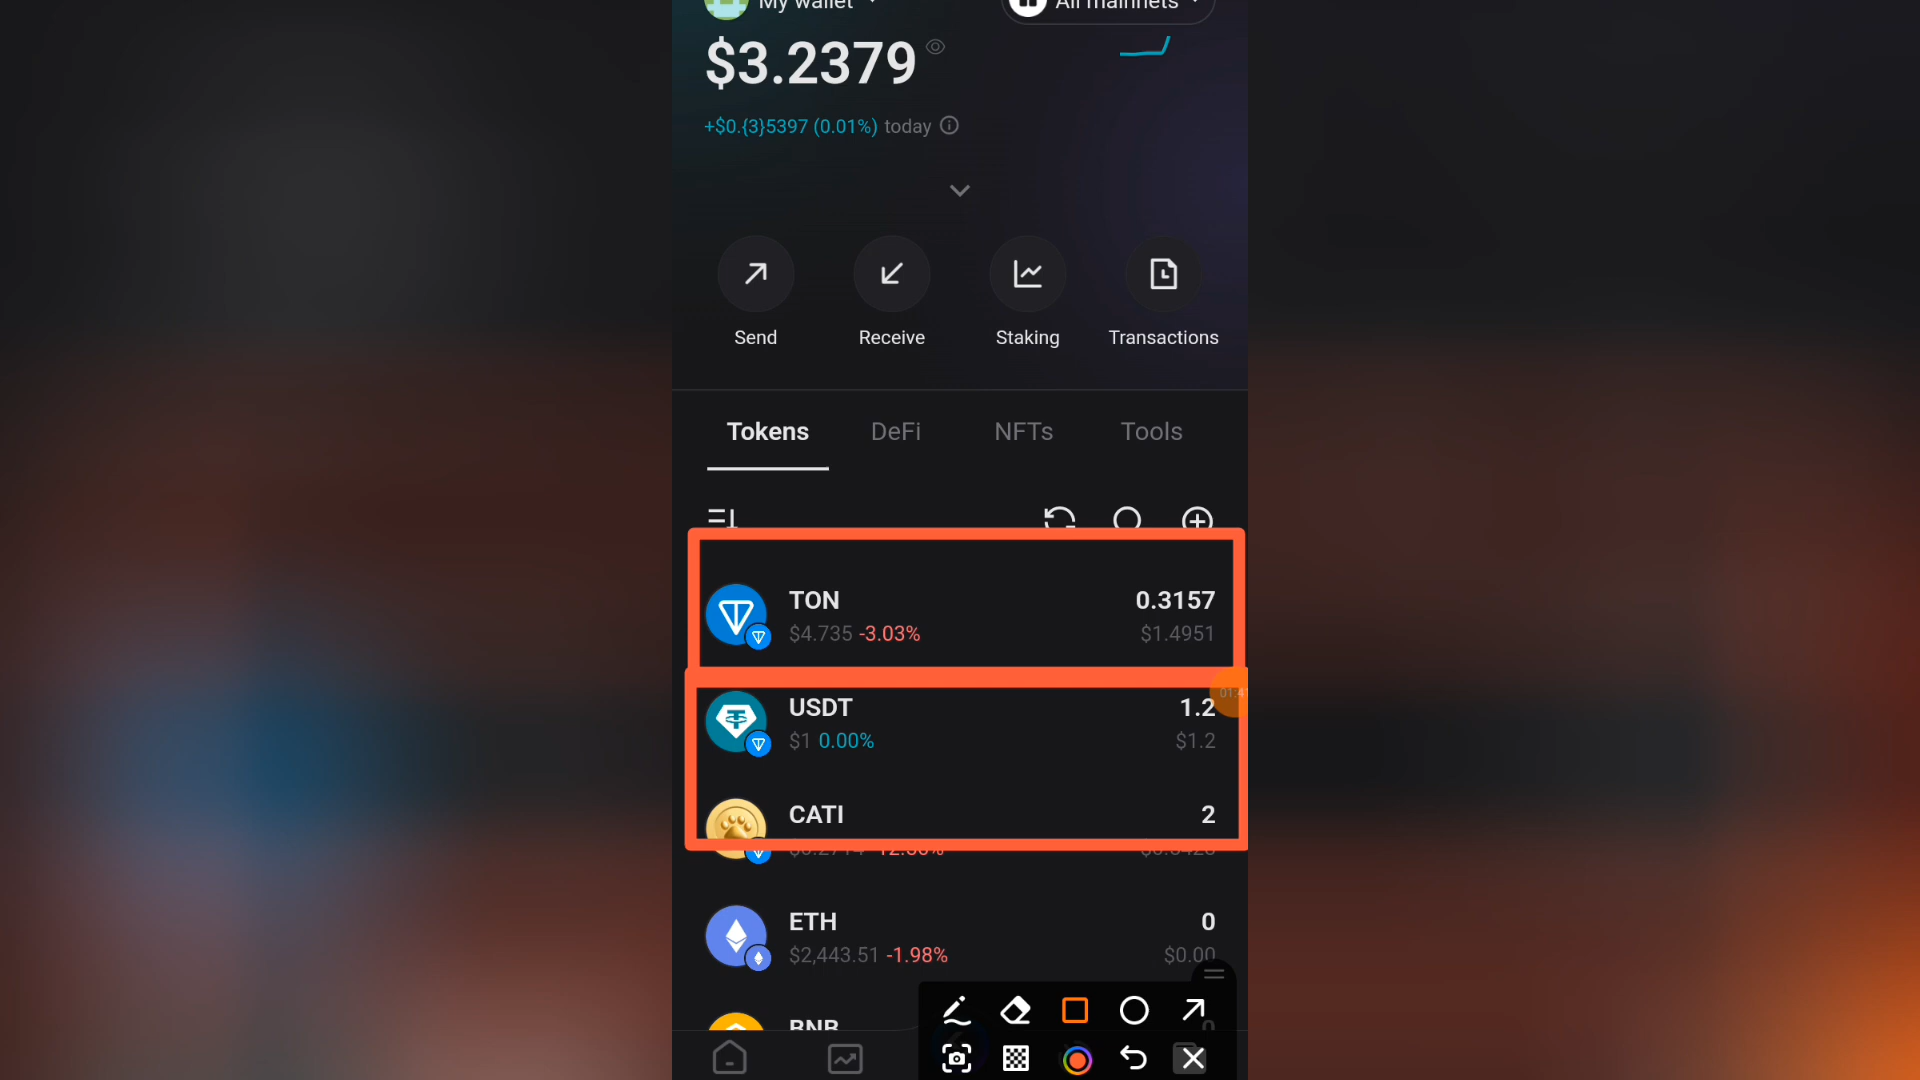 My wallet
All mainnets
$3.2379
+$0.{3}5397 (0.01%) today
Send
Receive
Staking
Transactions
Tokens
DeFi
NFTs
Tools
TON
0.3157
$4.735 -3.03%
$1.4951
USDT
1.2
$1 0.00%
$1.2
CATI
2
ETH
0
$2,443.51 -1.98%
$0.00
BNB
0